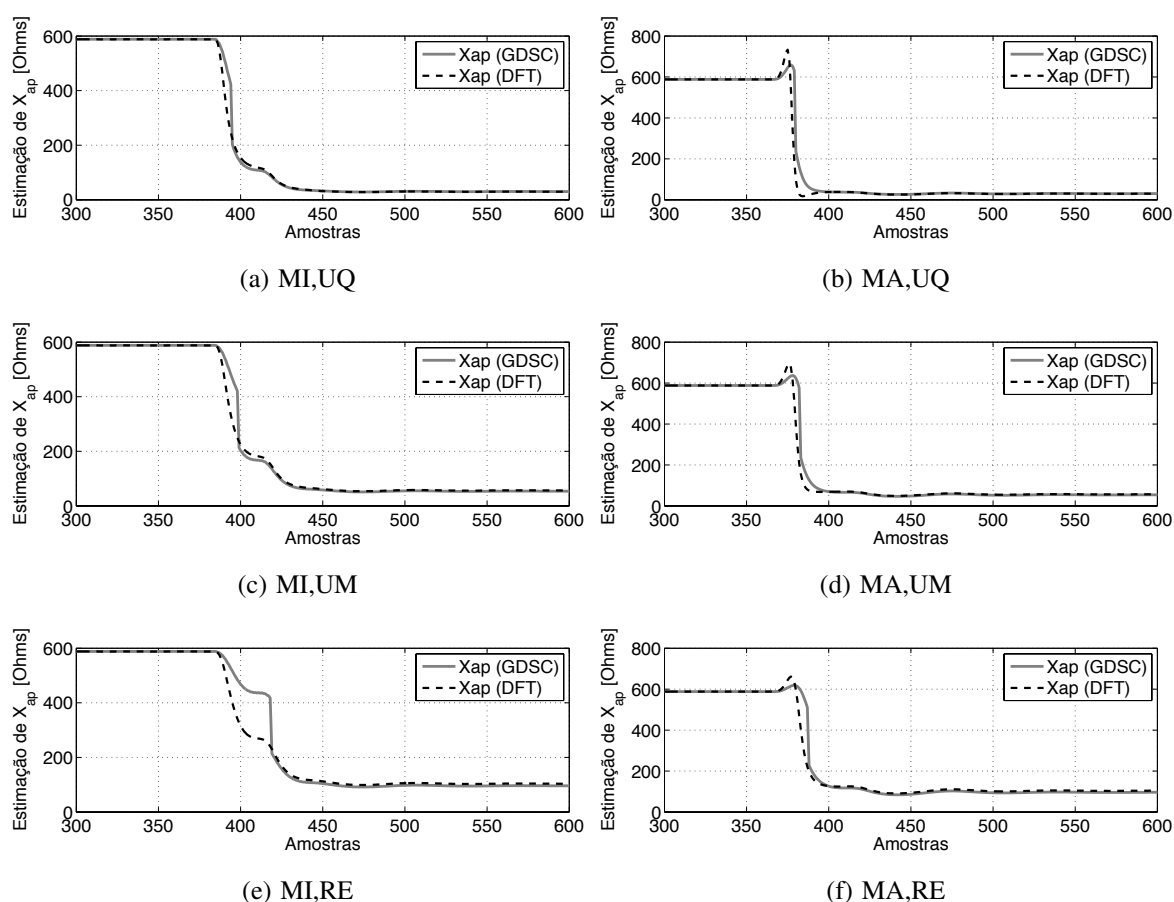 Estimação de Xap [Ohms]
600
400
200
0
Xap (GDSC)
Xap (DFT)
300 350 400 450 500 550 600
Amostras
(a) MI,UQ
Estimação de Xap [Ohms]
800
600
400
200
0
Xap (GDSC)
Xap (DFT)
300 350 400 450 500 550 600
Amostras
(b) MA,UQ
Estimação de Xap [Ohms]
600
400
200
0
Xap (GDSC)
Xap (DFT)
300 350 400 450 500 550 600
Amostras
(c) MI,UM
Estimação de Xap [Ohms]
800
600
400
200
0
Xap (GDSC)
Xap (DFT)
300 350 400 450 500 550 600
Amostras
(d) MA,UM
Estimação de Xap [Ohms]
600
400
200
0
Xap (GDSC)
Xap (DFT)
300 350 400 450 500 550 600
Amostras
(e) MI,RE
Estimação de Xap [Ohms]
800
600
400
200
0
Xap (GDSC)
Xap (DFT)
300 350 400 450 500 550 600
Amostras
(f) MA,RE